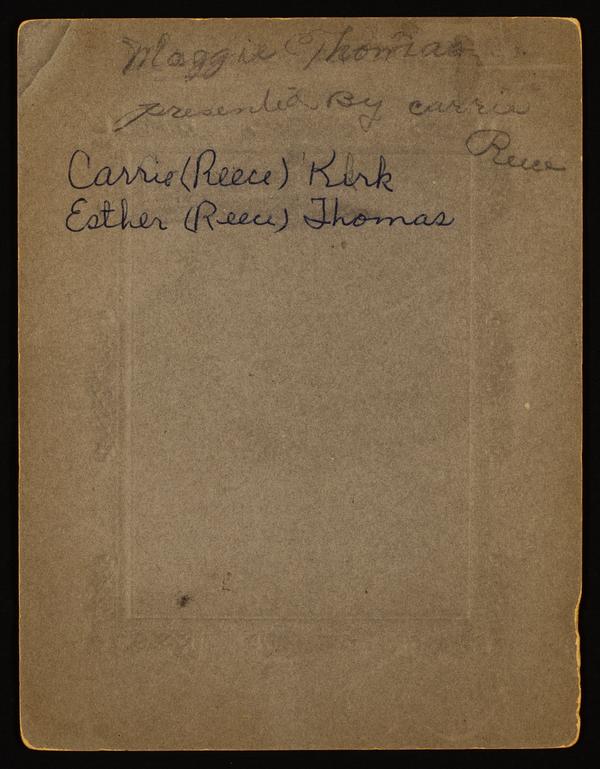 Maggie Thomas
presented By carrie
Reece
Carrie (Reece) Kirk
Esther (Reece) Thomas